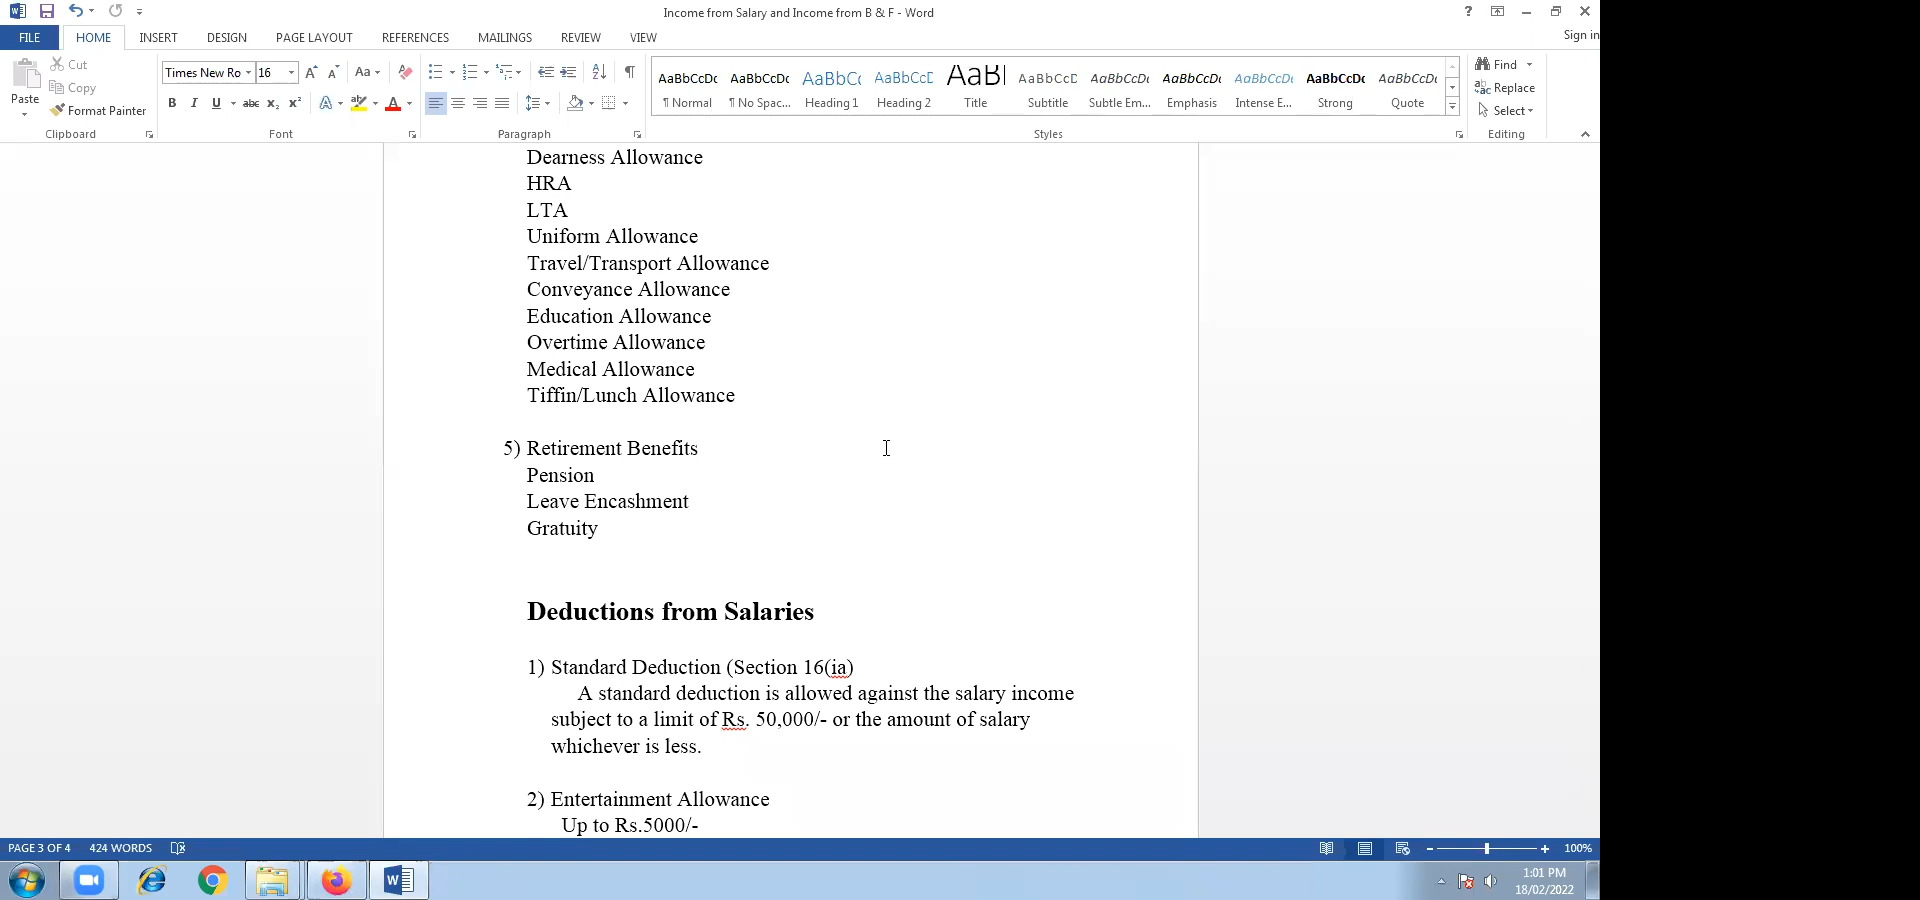 Income from Salary and Income from B & F - Word
Sign in
FILE HOME INSERT DESIGN PAGE LAYOUT REFERENCES MAILINGS REVIEW VIEW
Paste
Cut
Copy
Format Painter
Clipboard
Times New Ro 16
Font
Paragraph
AaBbCcDc AaBbCcDc AaBbCc AaBbCcD AaBl AaBbCcD AaBbCcDc AaBbCcDc AaBbCcDc AaBbCcDc AaBbCcDc
¶ Normal ¶ No Spac... Heading 1 Heading 2 Title Subtitle Subtle Em... Emphasis Intense E... Strong Quote
Styles
Find
Replace
Select
Editing
Dearness Allowance
HRA
LTA
Uniform Allowance
Travel/Transport Allowance
Conveyance Allowance
Education Allowance
Overtime Allowance
Medical Allowance
Tiffin/Lunch Allowance
5) Retirement Benefits
Pension
Leave Encashment
Gratuity
Deductions from Salaries
1) Standard Deduction (Section 16(ia)
A standard deduction is allowed against the salary income
subject to a limit of Rs. 50,000/- or the amount of salary
whichever is less.
2) Entertainment Allowance
Up to Rs.5000/-
PAGE 3 OF 4 424 WORDS
100%
1:01 PM
18/02/2022